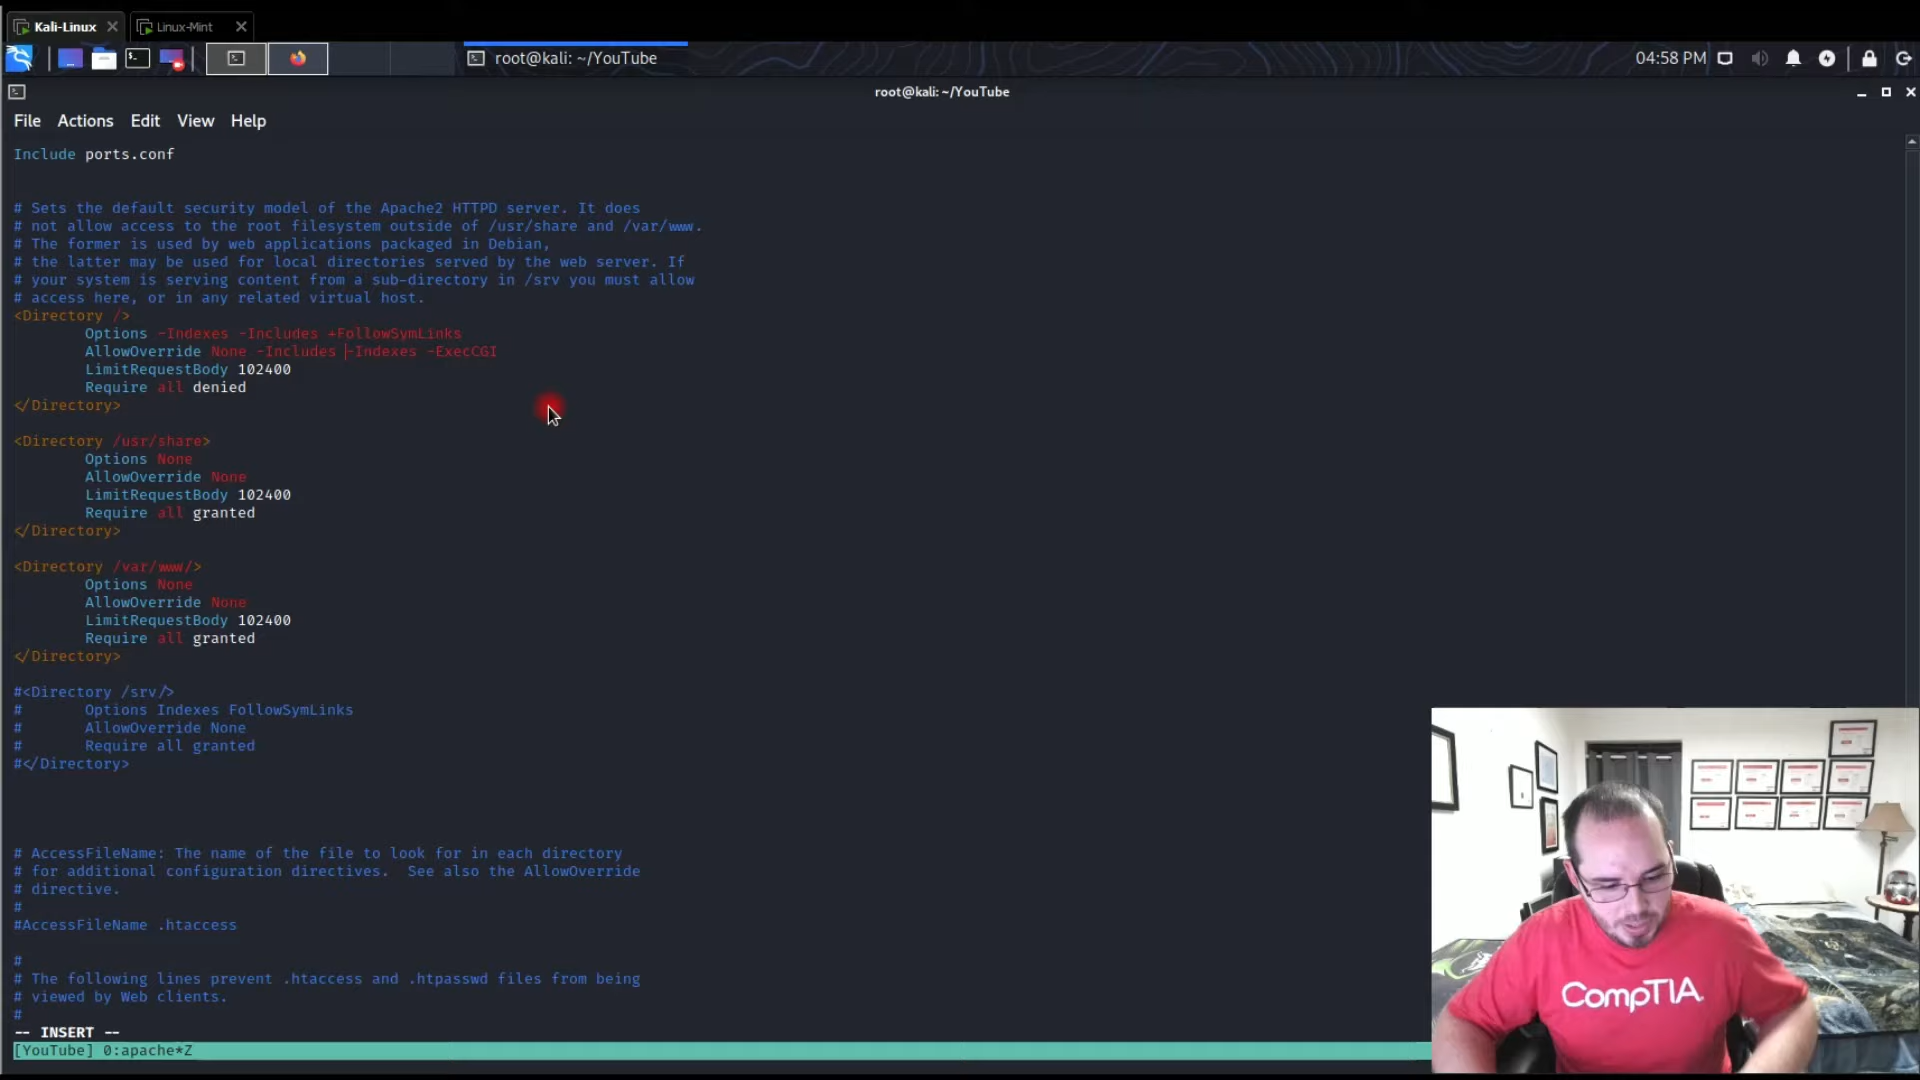 Kali-Linux
Linux-Mint
root@kali: ~/YouTube
04:58 PM
root@kali: ~/YouTube
File Actions Edit View Help
Include ports.conf
# Sets the default security model of the Apache2 HTTPD server. It does
# not allow access to the root filesystem outside of /usr/share and /var/www.
# The former is used by web applications packaged in Debian,
# the latter may be used for local directories served by the web server. If
# your system is serving content from a sub-directory in /srv you must allow
# access here, or in any related virtual host.
<Directory />
Options -Indexes -Includes +FollowSymLinks
AllowOverride None -Includes -Indexes -ExecCGI
LimitRequestBody 102400
Require all denied
</Directory>
<Directory /usr/share>
Options None
AllowOverride None
LimitRequestBody 102400
Require all granted
</Directory>
<Directory /var/www/>
Options None
AllowOverride None
LimitRequestBody 102400
Require all granted
</Directory>
#<Directory /srv/>
# Options Indexes FollowSymLinks
# AllowOverride None
# Require all granted
#</Directory>
# AccessFileName: The name of the file to look for in each directory
# for additional configuration directives. See also the AllowOverride
# directive.
#
#AccessFileName .htaccess
#
# The following lines prevent .htaccess and .htpasswd files from being
# viewed by Web clients.
#
-- INSERT --
[YouTube] 0:apache*Z
CompTIA.